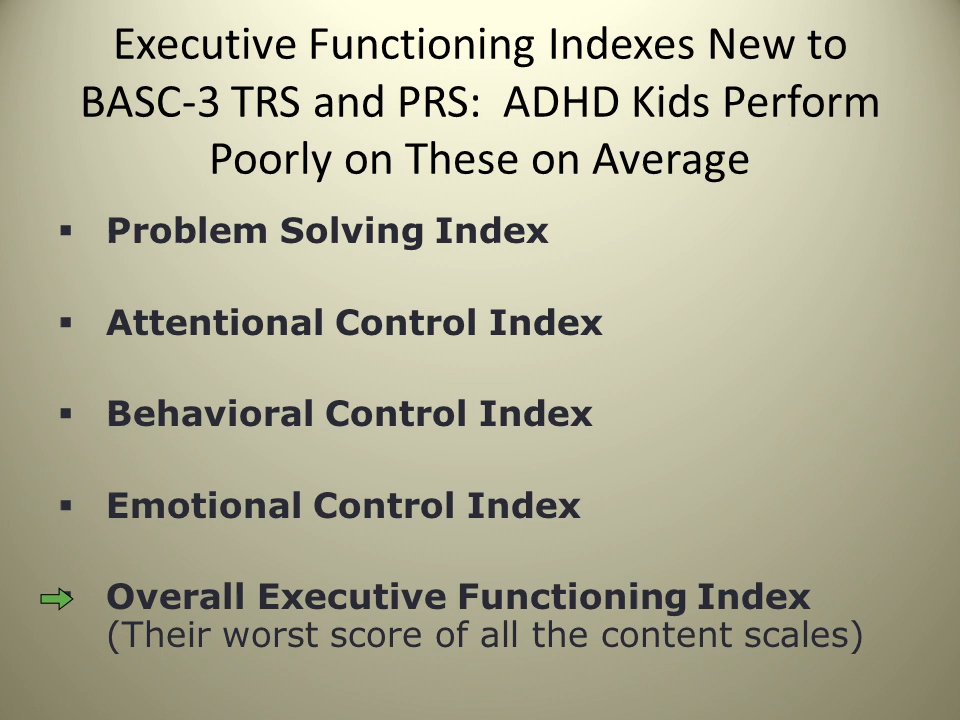 Executive Functioning Indexes New to
BASC-3 TRS and PRS:  ADHD Kids Perform
Poorly on These on Average
▪ Problem Solving Index
▪ Attentional Control Index
▪ Behavioral Control Index
▪ Emotional Control Index
▪ Overall Executive Functioning Index
(Their worst score of all the content scales)